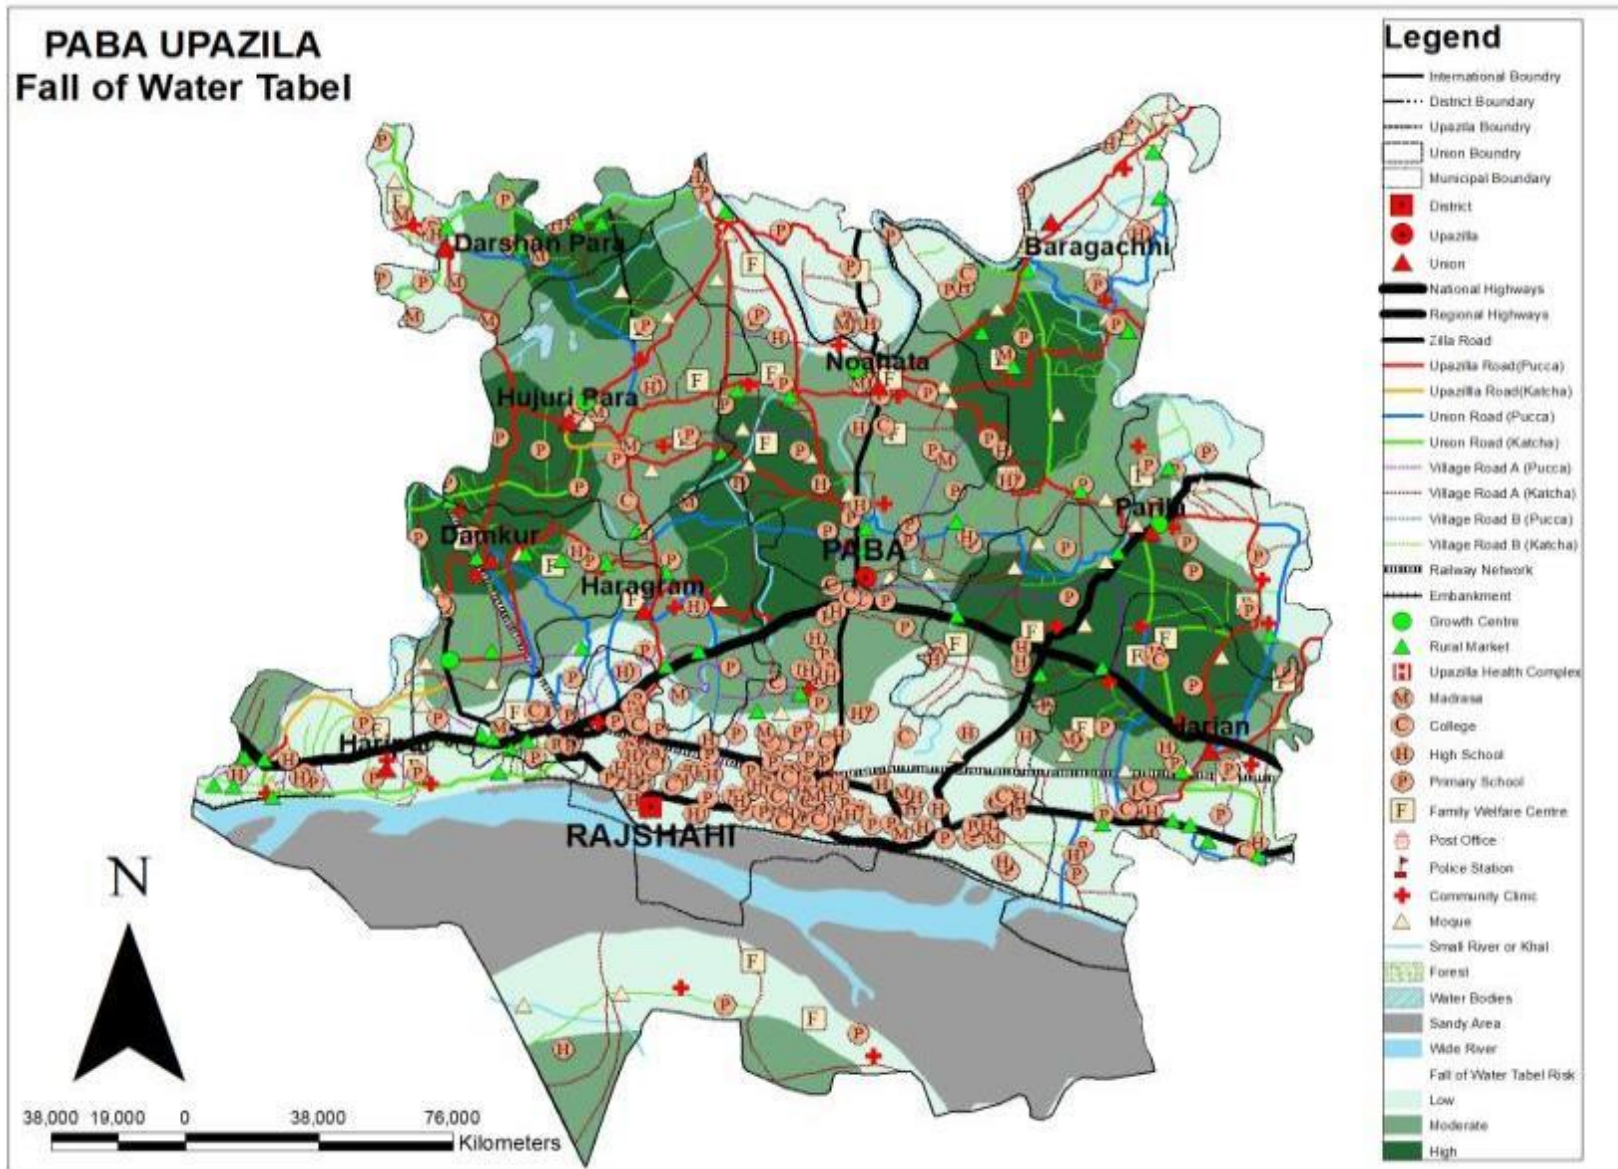 PABA UPAZILA
Fall of Water Tabel
Darshan Para
Baragachhi
Noahata
Hujuri Para
Parila
Damkur
PABA
Haragram
Harian
Haripur
RAJSHAHI
N
38,000 19,000 0 38,000 76,000
Kilometers
Legend
International Boundry
District Boundary
Upazila Boundry
Union Boundry
Municipal Boundary
District
Upazilla
Union
National Highways
Regional Highways
Zilla Road
Upazila Road(Pucca)
Upazilla Road(Katcha)
Union Road (Pucca)
Union Road (Katcha)
Village Road A (Pucca)
Village Road A (Katcha)
Village Road B (Pucca)
Village Road B (Katcha)
Railway Network
Embankment
Growth Centre
Rural Market
Upazilla Health Complex
M Madrasa
C College
H High School
P Primary School
F Family Welfare Centre
Post Office
Police Station
Community Clinic
Moque
Small River or Khal
Forest
Water Bodies
Sandy Area
Wide River
Fall of Water Tabel Risk
Low
Moderate
High